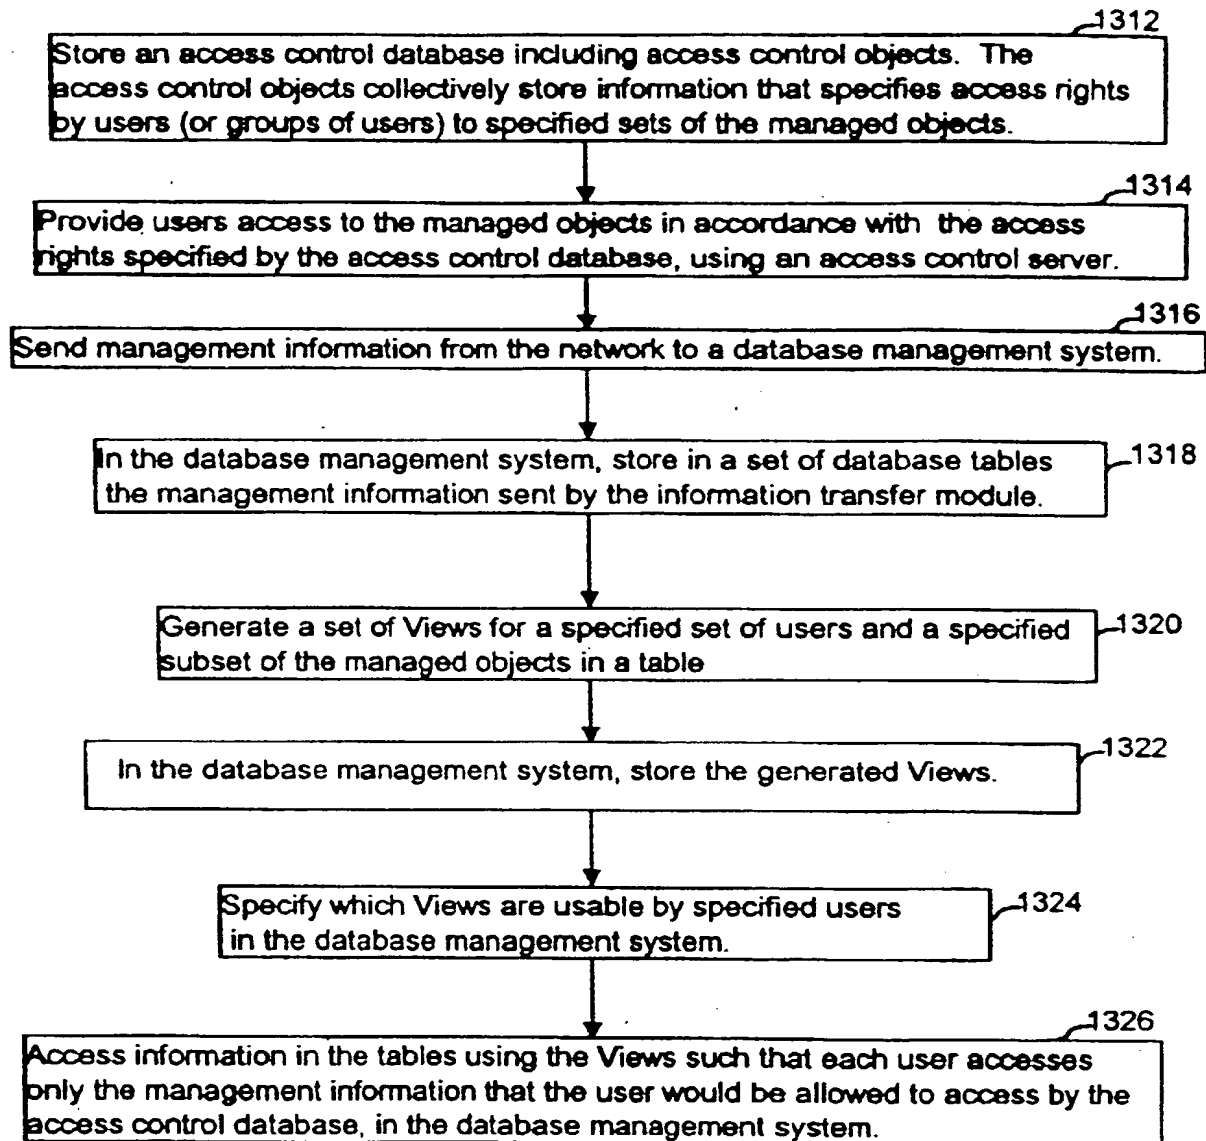 1312
Store an access control database including access control objects. The
access control objects collectively store information that specifies access rights
by users (or groups of users) to specified sets of the managed objects.
1314
Provide users access to the managed objects in accordance with the access
rights specified by the access control database, using an access control server.
1316
Send management information from the network to a database management system.
1318
In the database management system, store in a set of database tables
the management information sent by the information transfer module.
1320
Generate a set of Views for a specified set of users and a specified
subset of the managed objects in a table
1322
In the database management system, store the generated Views.
1324
Specify which Views are usable by specified users
in the database management system.
1326
Access information in the tables using the Views such that each user accesses
only the management information that the user would be allowed to access by the
access control database, in the database management system.